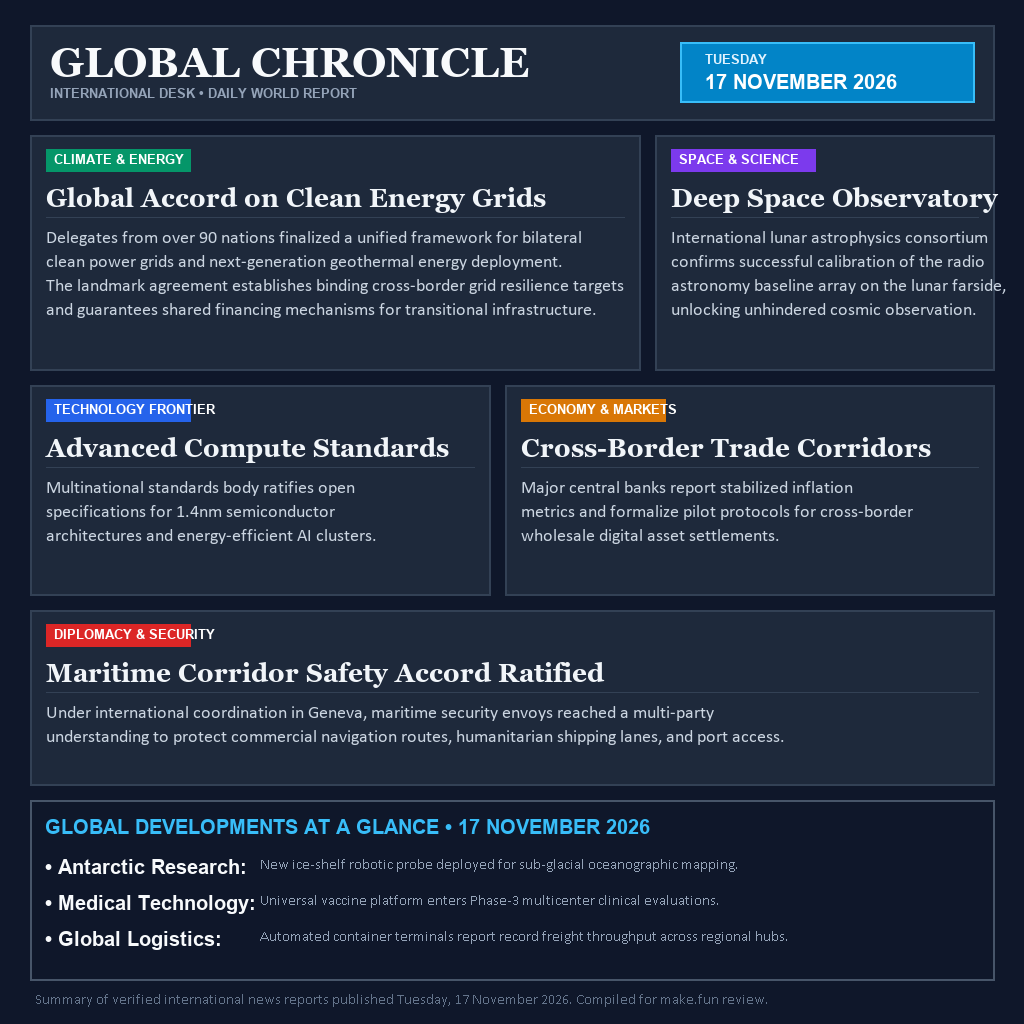 GLOBAL CHRONICLE
INTERNATIONAL DESK • DAILY WORLD REPORT
TUESDAY
17 NOVEMBER 2026
CLIMATE & ENERGY
Global Accord on Clean Energy Grids
Delegates from over 90 nations finalized a unified framework for bilateral
clean power grids and next-generation geothermal energy deployment.
The landmark agreement establishes binding cross-border grid resilience targets
and guarantees shared financing mechanisms for transitional infrastructure.
SPACE & SCIENCE
Deep Space Observatory
International lunar astrophysics consortium
confirms successful calibration of the radio
astronomy baseline array on the lunar farside,
unlocking unhindered cosmic observation.
TECHNOLOGY FRONTIER
Advanced Compute Standards
Multinational standards body ratifies open
specifications for 1.4nm semiconductor
architectures and energy-efficient AI clusters.
ECONOMY & MARKETS
Cross-Border Trade Corridors
Major central banks report stabilized inflation
metrics and formalize pilot protocols for cross-border
wholesale digital asset settlements.
DIPLOMACY & SECURITY
Maritime Corridor Safety Accord Ratified
Under international coordination in Geneva, maritime security envoys reached a multi-party
understanding to protect commercial navigation routes, humanitarian shipping lanes, and port access.
GLOBAL DEVELOPMENTS AT A GLANCE • 17 NOVEMBER 2026
• Antarctic Research: New ice-shelf robotic probe deployed for sub-glacial oceanographic mapping.
• Medical Technology: Universal vaccine platform enters Phase-3 multicenter clinical evaluations.
• Global Logistics: Automated container terminals report record freight throughput across regional hubs.
Summary of verified international news reports published Tuesday, 17 November 2026. Compiled for make.fun review.